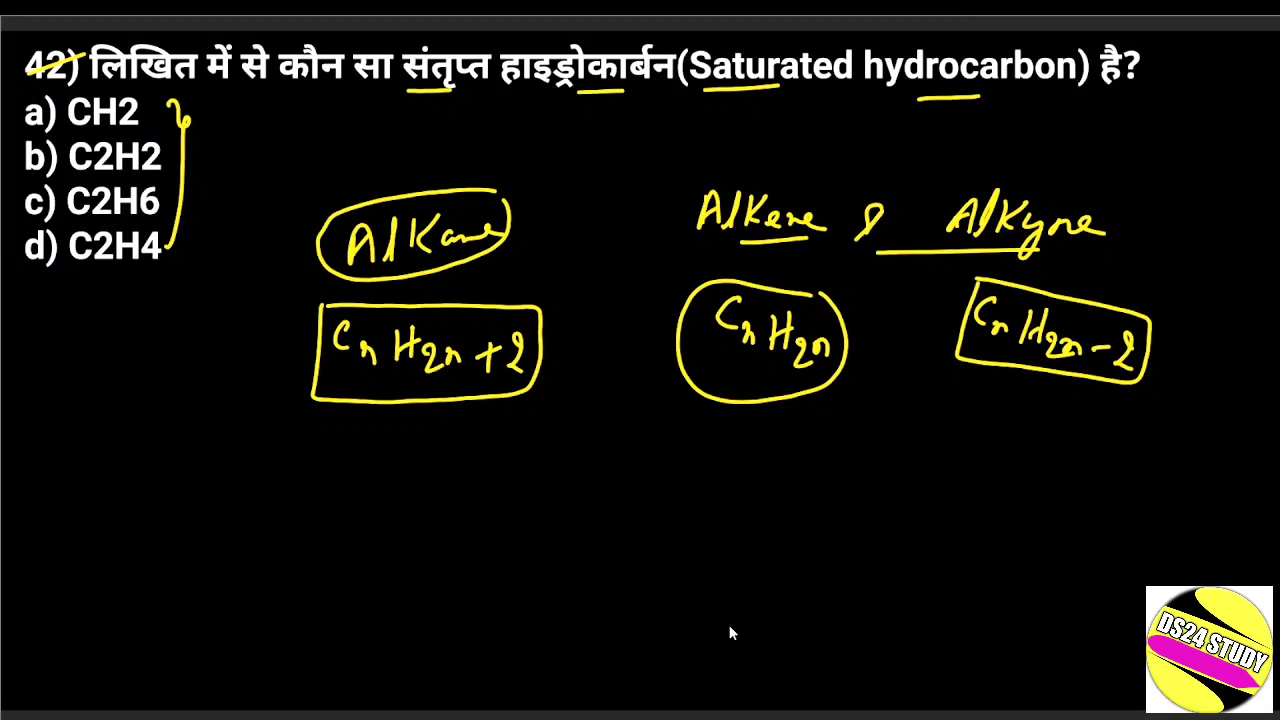 42) लिखित में से कौन सा संतृप्त हाइड्रोकार्बन(Saturated hydrocarbon) है?
a) CH2
b) C2H2
c) C2H6
d) C2H4
Alkane
Alkene & Alkyne
CnH2n+2
CnH2n
CnH2n-2
DS24 STUDY